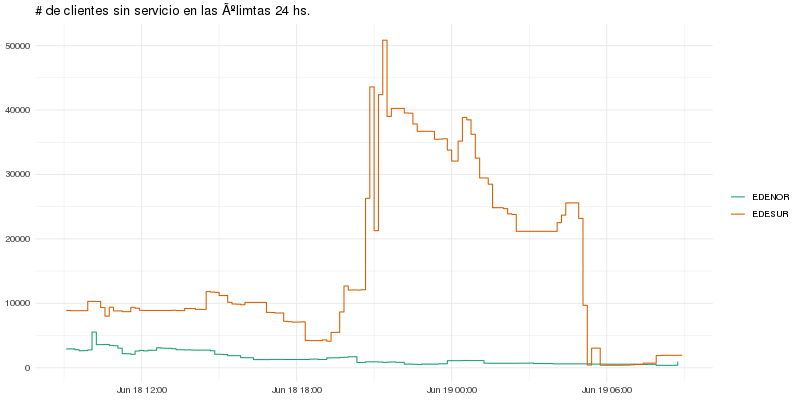 # de clientes sin servicio en las Ãºlimtas 24 hs.
50000
40000
30000
20000
10000
0
EDENOR
EDESUR
Jun 18 12:00
Jun 18 18:00
Jun 19 00:00
Jun 19 06:00